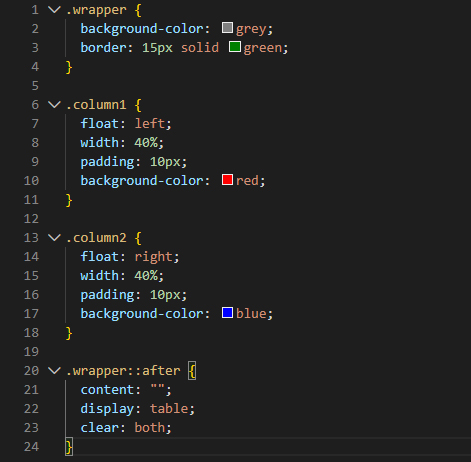 1 .wrapper {
2 background-color: grey;
3 border: 15px solid green;
4 }
5
6 .column1 {
7 float: left;
8 width: 40%;
9 padding: 10px;
10 background-color: red;
11 }
12
13 .column2 {
14 float: right;
15 width: 40%;
16 padding: 10px;
17 background-color: blue;
18 }
19
20 .wrapper::after {
21 content: "";
22 display: table;
23 clear: both;
24 }